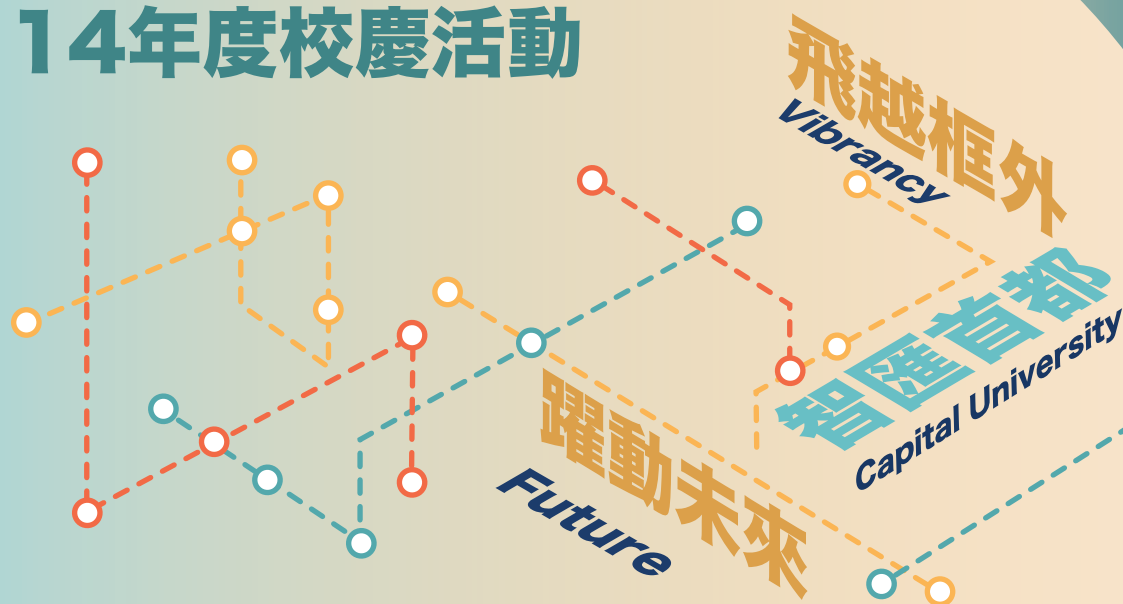 14年度校慶活動
飛越框外
Vibrancy
智匯首都
Capital University
躍動未來
Future